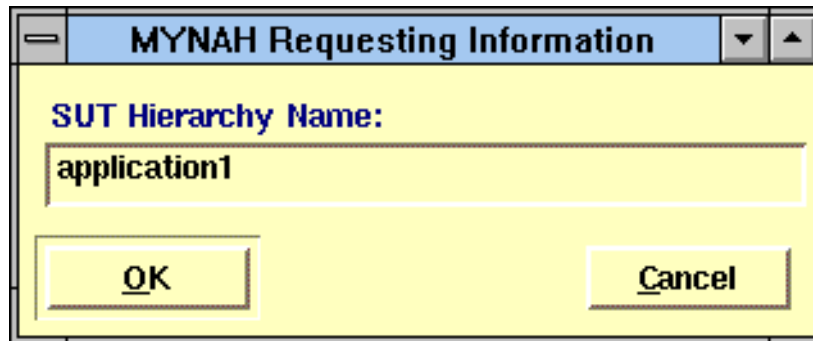 MYNAH Requesting Information
SUT Hierarchy Name:
application1
OK
Cancel